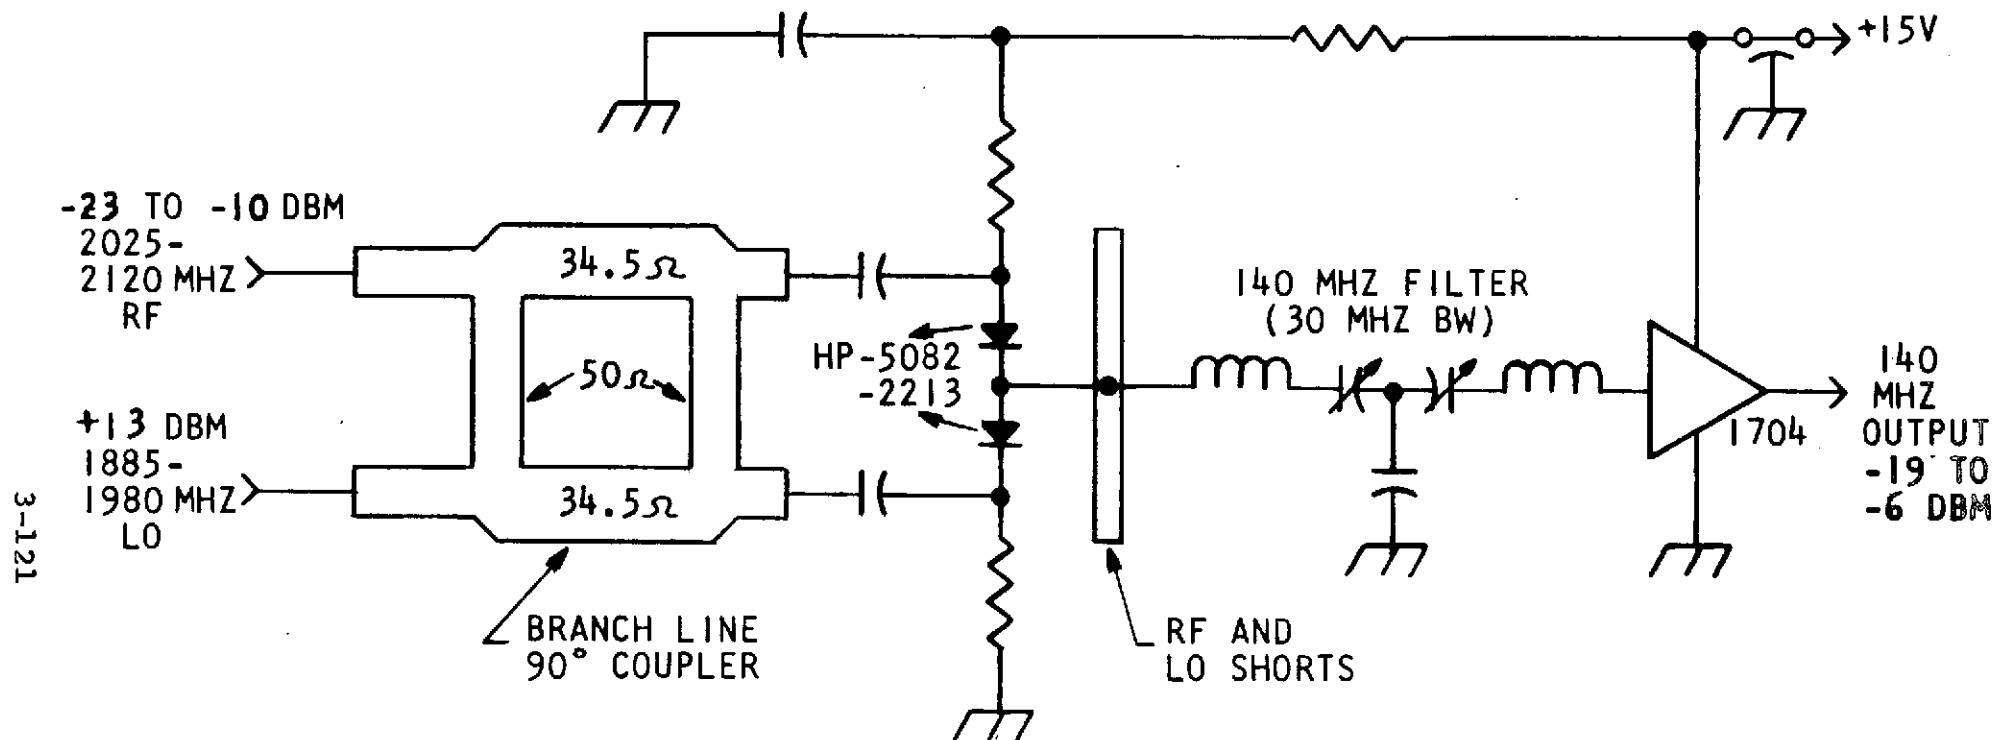 +15V
-23 TO -10 DBM
2025-
2120 MHZ
RF
34.5Ω
140 MHZ FILTER
(30 MHZ BW)
HP-5082
-2213
50Ω
+13 DBM
1885-
1980 MHZ
LO
34.5Ω
1704
140
MHZ
OUTPUT
-19 TO
-6 DBM
3-121
BRANCH LINE
90° COUPLER
RF AND
LO SHORTS